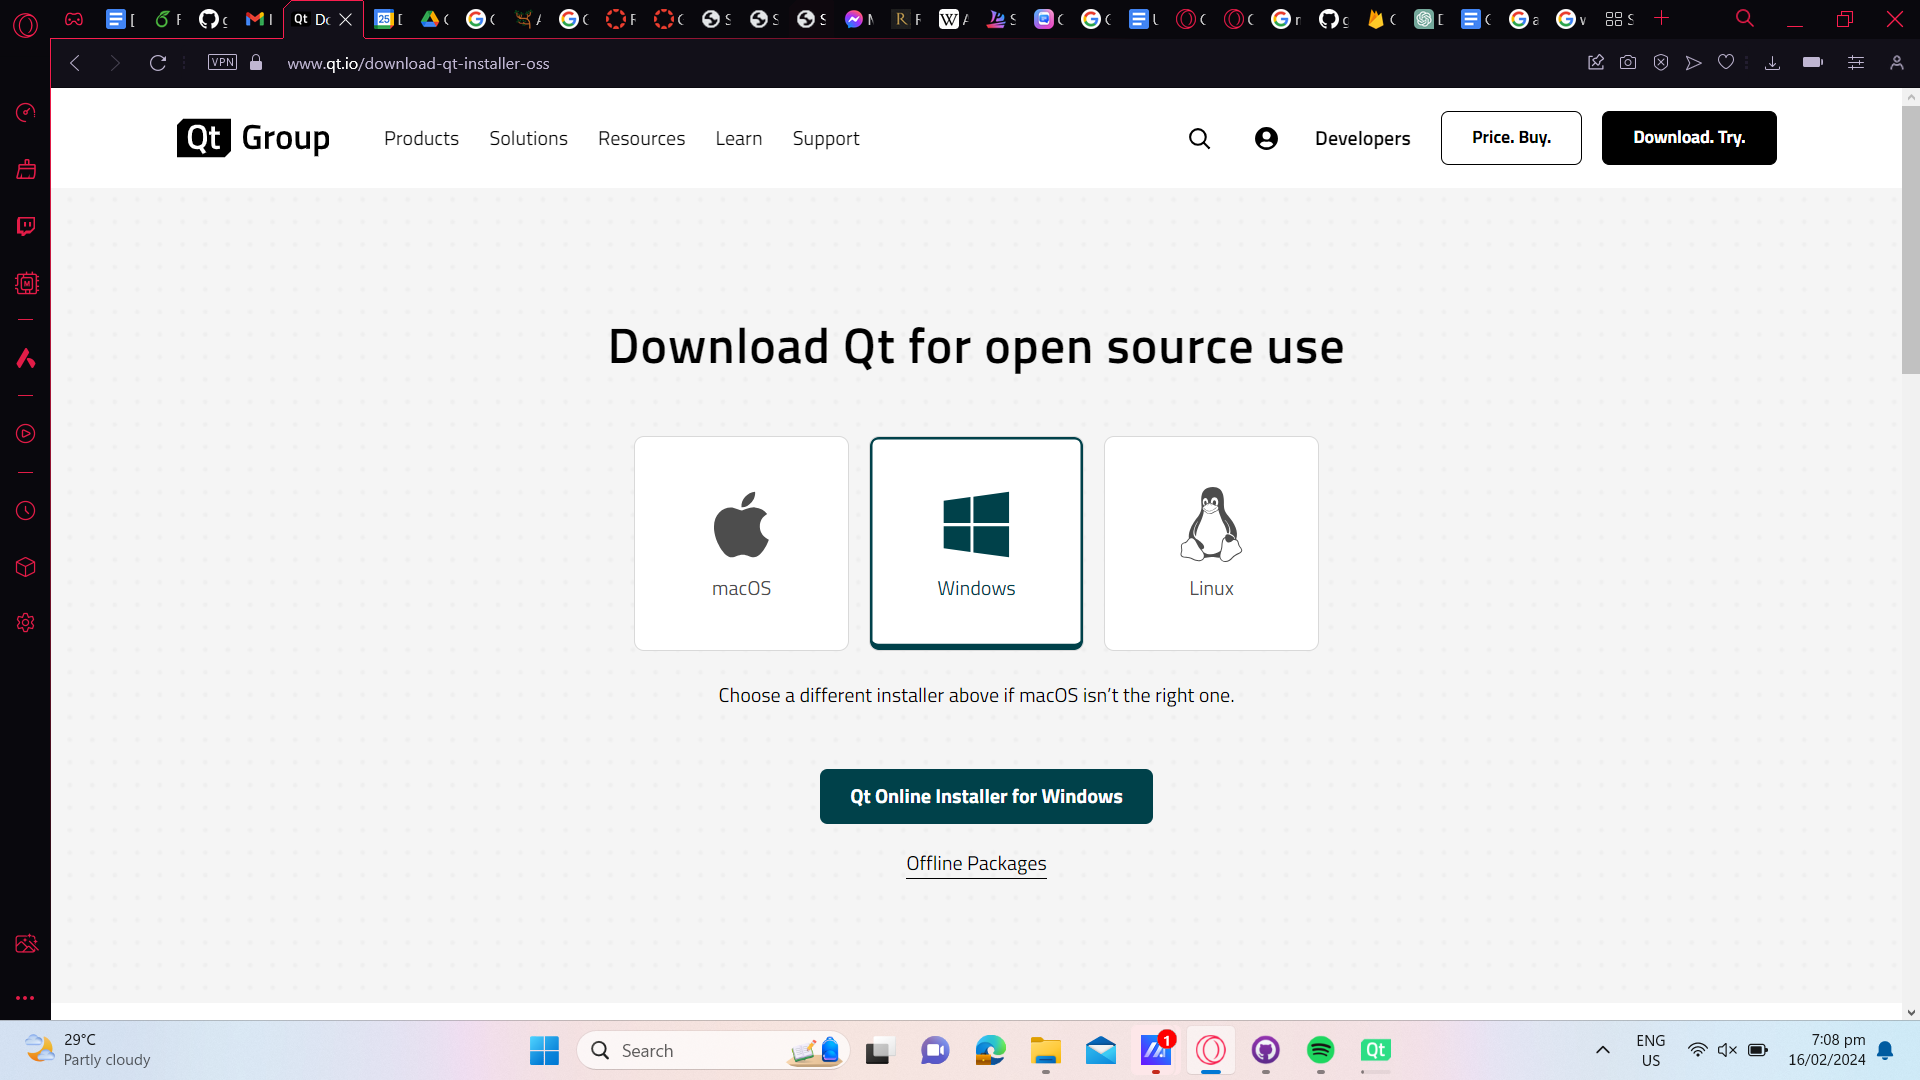 Do
VPN
www.qt.io/download-qt-installer-oss
Qt Group
Products
Solutions
Resources
Learn
Support
Developers
Price. Buy.
Download. Try.
Download Qt for open source use
macOS
Windows
Linux
Choose a different installer above if macOS isn’t the right one.
Qt Online Installer for Windows
Offline Packages
29°C
Partly cloudy
Search
1
Qt
ENG
US
7:08 pm
16/02/2024